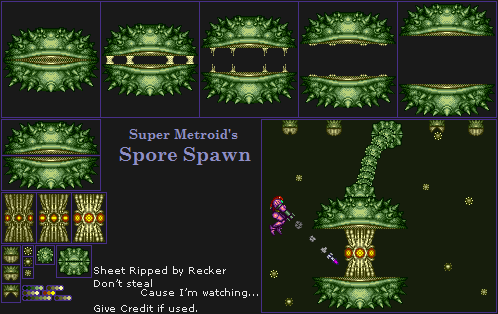 Super Metroid's
Spore Spawn
Sheet Ripped by Recker
Don't steal
Cause I'm watching...
Give Credit if used.